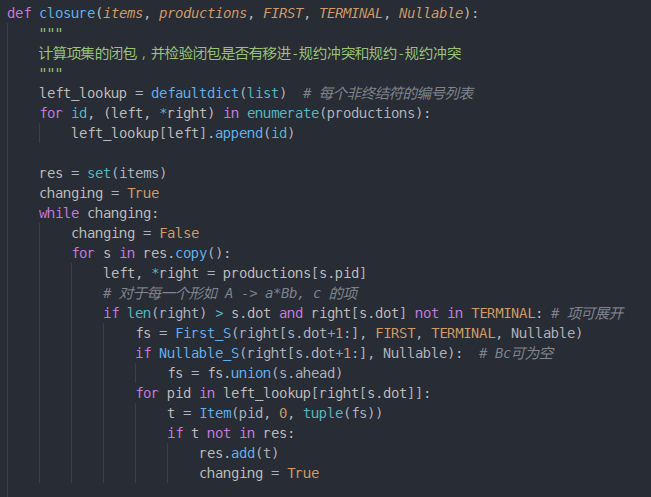 def closure(items, productions, FIRST, TERMINAL, Nullable):
    """
    计算项集的闭包，并检验闭包是否有移进-规约冲突和规约-规约冲突
    """
    left_lookup = defaultdict(list)  # 每个非终结符的编号列表
    for id, (left, *right) in enumerate(productions):
        left_lookup[left].append(id)

    res = set(items)
    changing = True
    while changing:
        changing = False
        for s in res.copy():
            left, *right = productions[s.pid]
            # 对于每一个形如 A -> a*Bb, c 的项
            if len(right) > s.dot and right[s.dot] not in TERMINAL: # 项可展开
                fs = First_S(right[s.dot+1:], FIRST, TERMINAL, Nullable)
                if Nullable_S(right[s.dot+1:], Nullable):  # Bc可为空
                    fs = fs.union(s.ahead)
                for pid in left_lookup[right[s.dot]]:
                    t = Item(pid, 0, tuple(fs))
                    if t not in res:
                        res.add(t)
                        changing = True